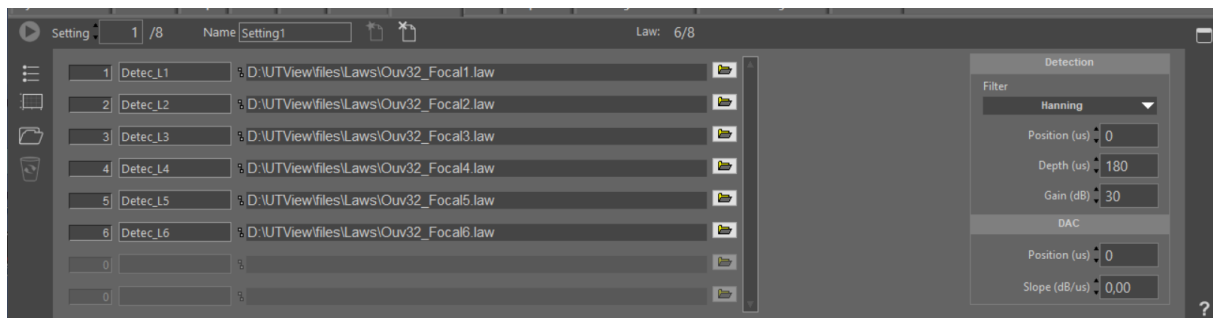 Setting 1 /8 Name Setting1 Law: 6/8
1 Detec_L1 D:\UTView\files\Laws\Ouv32_Focal1.law
2 Detec_L2 D:\UTView\files\Laws\Ouv32_Focal2.law
3 Detec_L3 D:\UTView\files\Laws\Ouv32_Focal3.law
4 Detec_L4 D:\UTView\files\Laws\Ouv32_Focal4.law
5 Detec_L5 D:\UTView\files\Laws\Ouv32_Focal5.law
6 Detec_L6 D:\UTView\files\Laws\Ouv32_Focal6.law
0
0
Detection
Filter
Hanning
Position (us) 0
Depth (us) 180
Gain (dB) 30
DAC
Position (us) 0
Slope (dB/us) 0,00
?